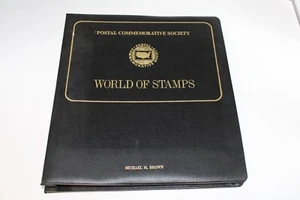 POSTAL COMMEMORATIVE SOCIETY
WORLD OF STAMPS
MICHAEL H. BROWN